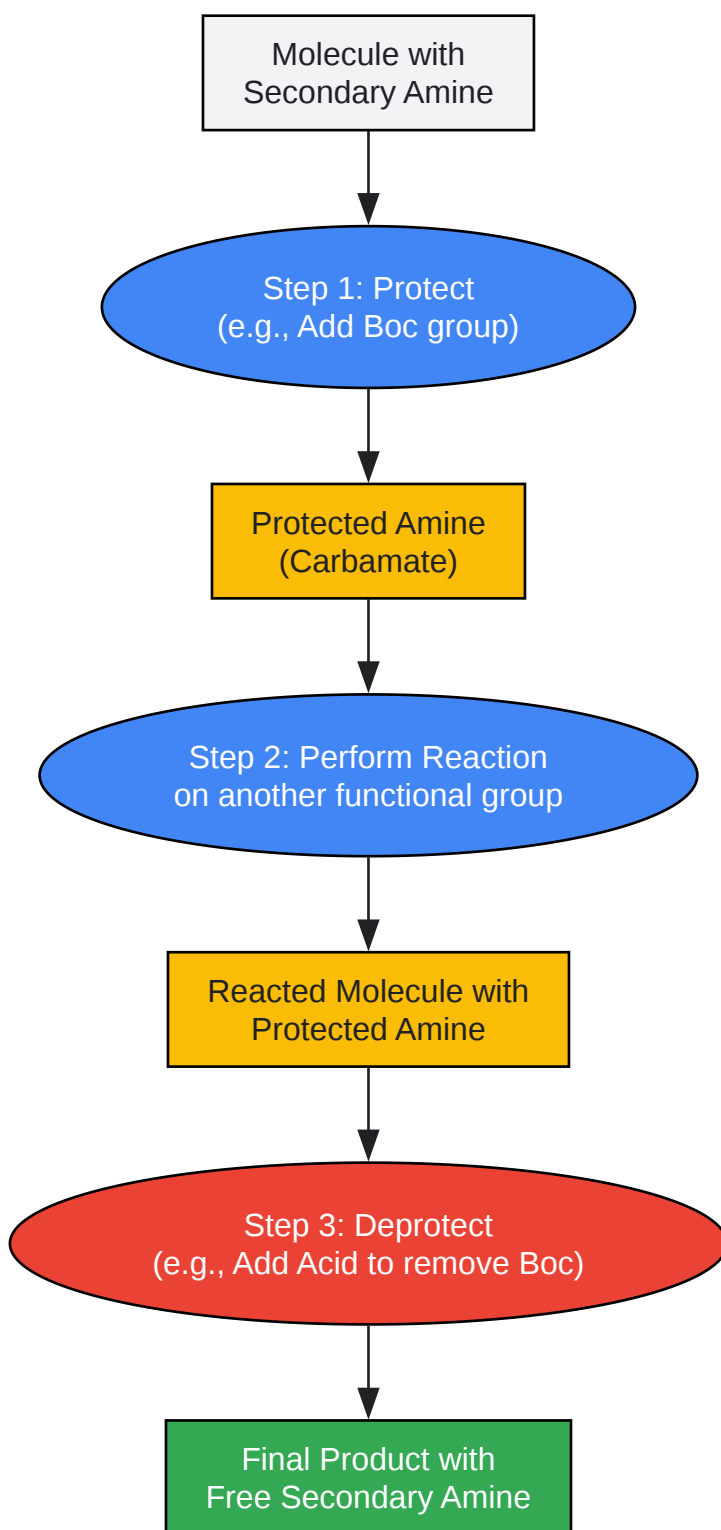 Molecule with
Secondary Amine
Step 1: Protect
(e.g., Add Boc group)
Protected Amine
(Carbamate)
Step 2: Perform Reaction
on another functional group
Reacted Molecule with
Protected Amine
Step 3: Deprotect
(e.g., Add Acid to remove Boc)
Final Product with
Free Secondary Amine